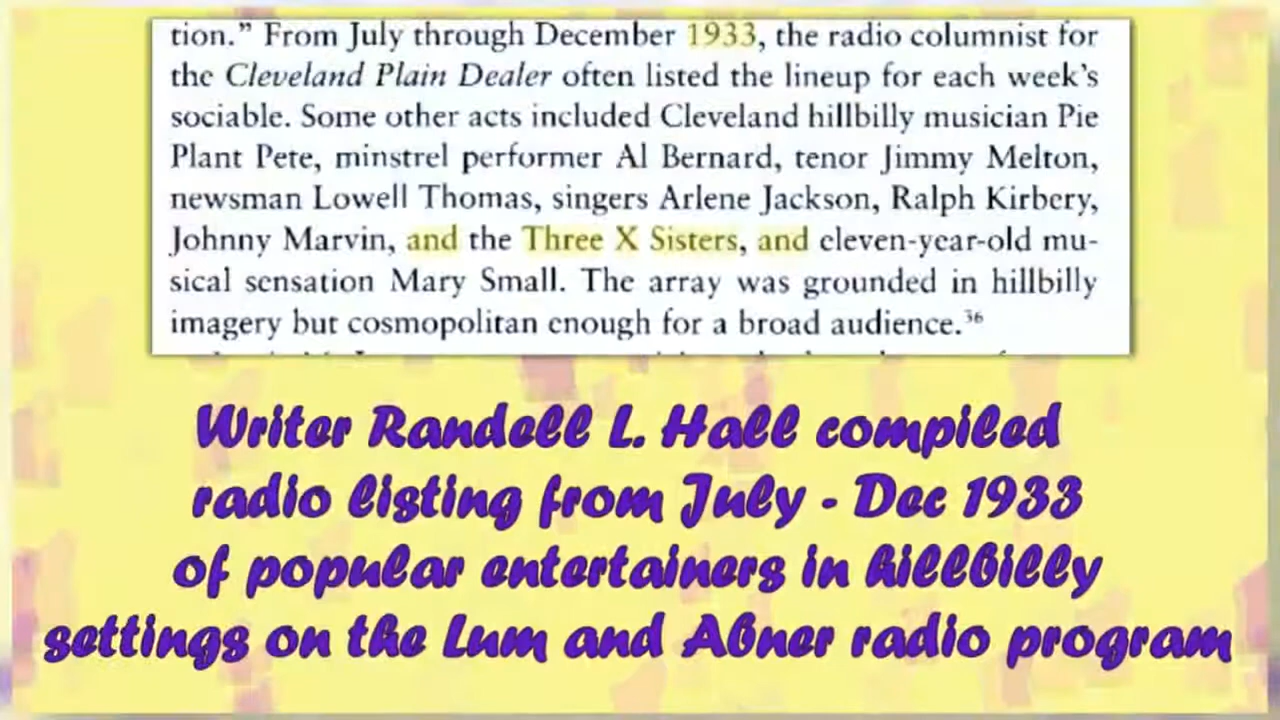 tion.” From July through December 1933, the radio columnist for
the Cleveland Plain Dealer often listed the lineup for each week’s
sociable. Some other acts included Cleveland hillbilly musician Pie
Plant Pete, minstrel performer Al Bernard, tenor Jimmy Melton,
newsman Lowell Thomas, singers Arlene Jackson, Ralph Kirbery,
Johnny Marvin, and the Three X Sisters, and eleven-year-old mu-
sical sensation Mary Small. The array was grounded in hillbilly
imagery but cosmopolitan enough for a broad audience.36
Writer Randell L. Hall compiled
radio listing from July - Dec 1933
of popular entertainers in hillbilly
settings on the Lum and Abner radio program